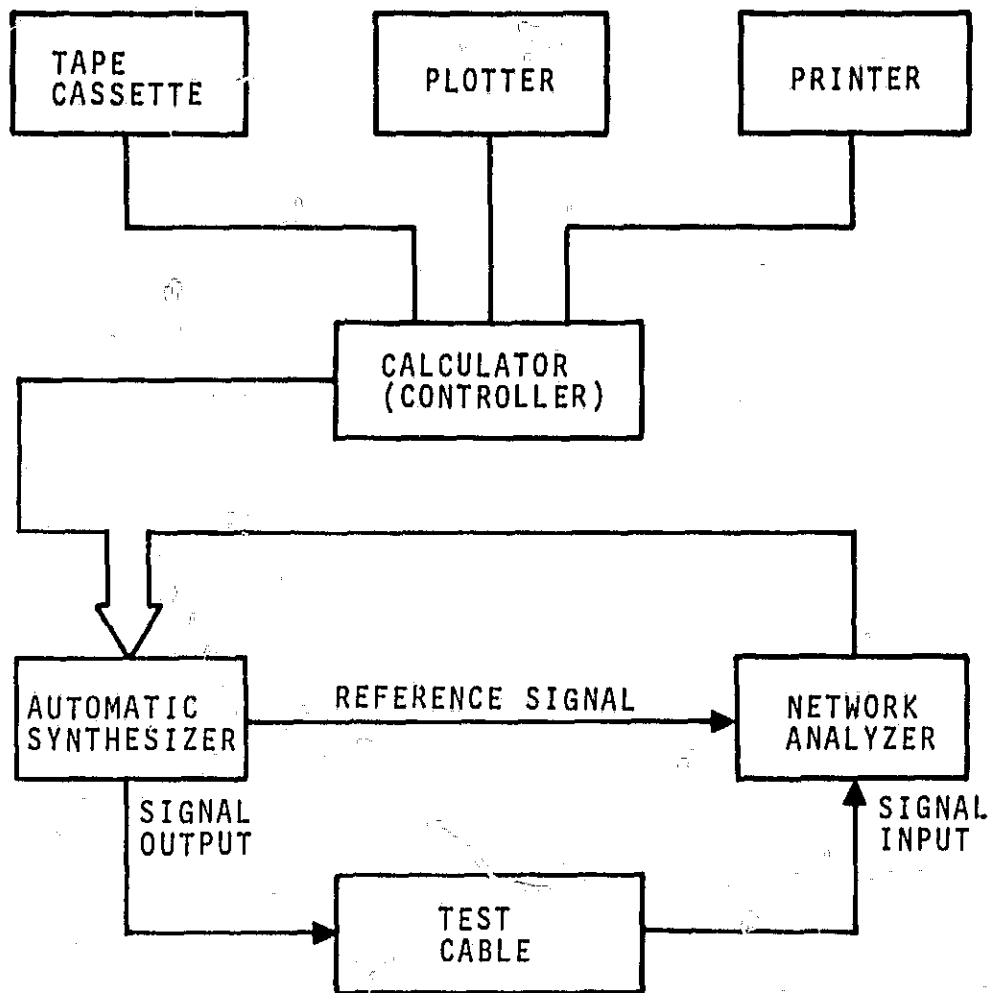 TAPE
CASSETTE
PLOTTER
PRINTER
CALCULATOR
(CONTROLLER)
AUTOMATIC
SYNTHESIZER
REFERENCE SIGNAL
NETWORK
ANALYZER
SIGNAL
OUTPUT
SIGNAL
INPUT
TEST
CABLE